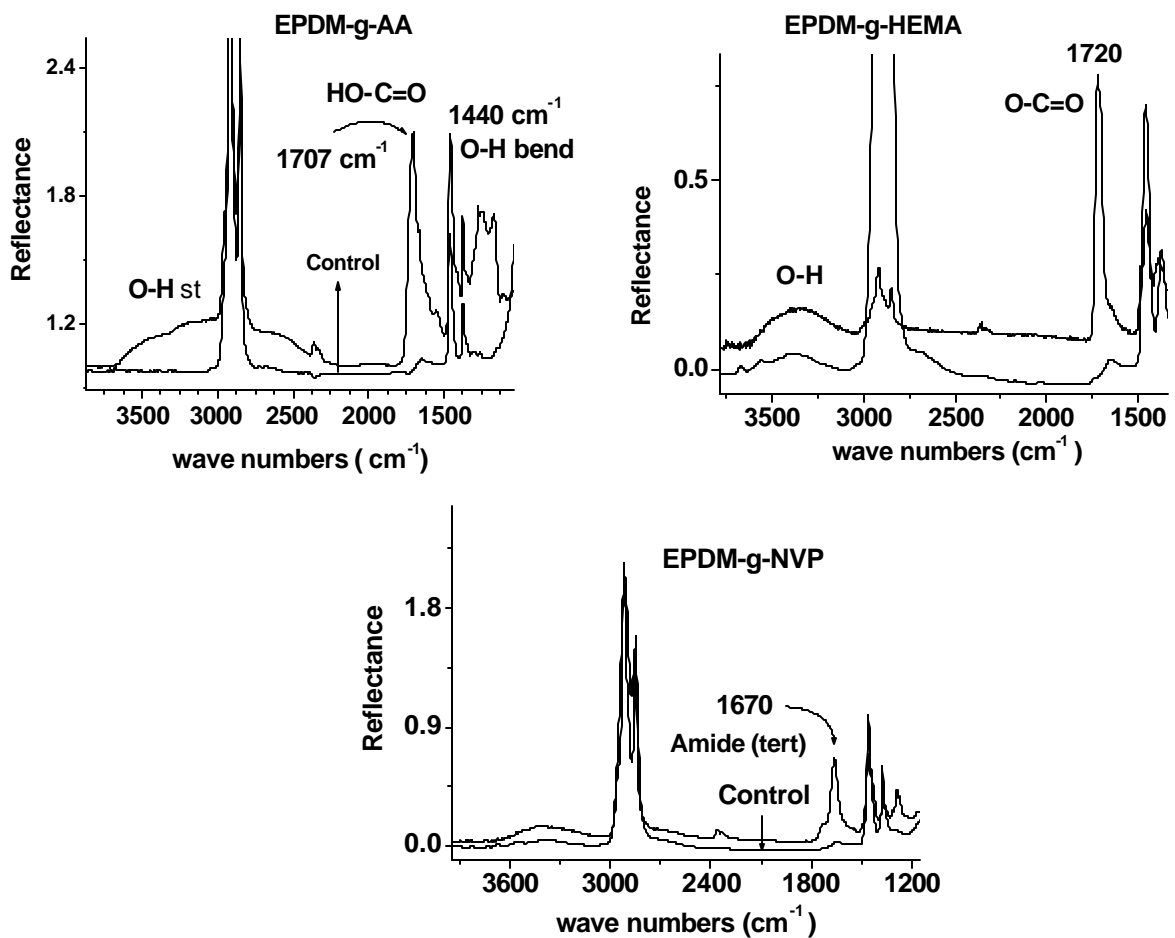 EPDM-g-AA
2.4
HO-C=O
1440 cm⁻¹
O-H bend
1707 cm⁻¹
1.8
Control
O-H st
1.2
Reflectance
3500 3000 2500 2000 1500
wave numbers ( cm⁻¹)
EPDM-g-HEMA
1720
O-C=O
0.5
O-H
0.0
Reflectance
3500 3000 2500 2000 1500
wave numbers (cm⁻¹ )
EPDM-g-NVP
1.8
1670
0.9
Amide (tert)
Control
0.0
Reflectance
3600 3000 2400 1800 1200
wave numbers (cm⁻¹ )